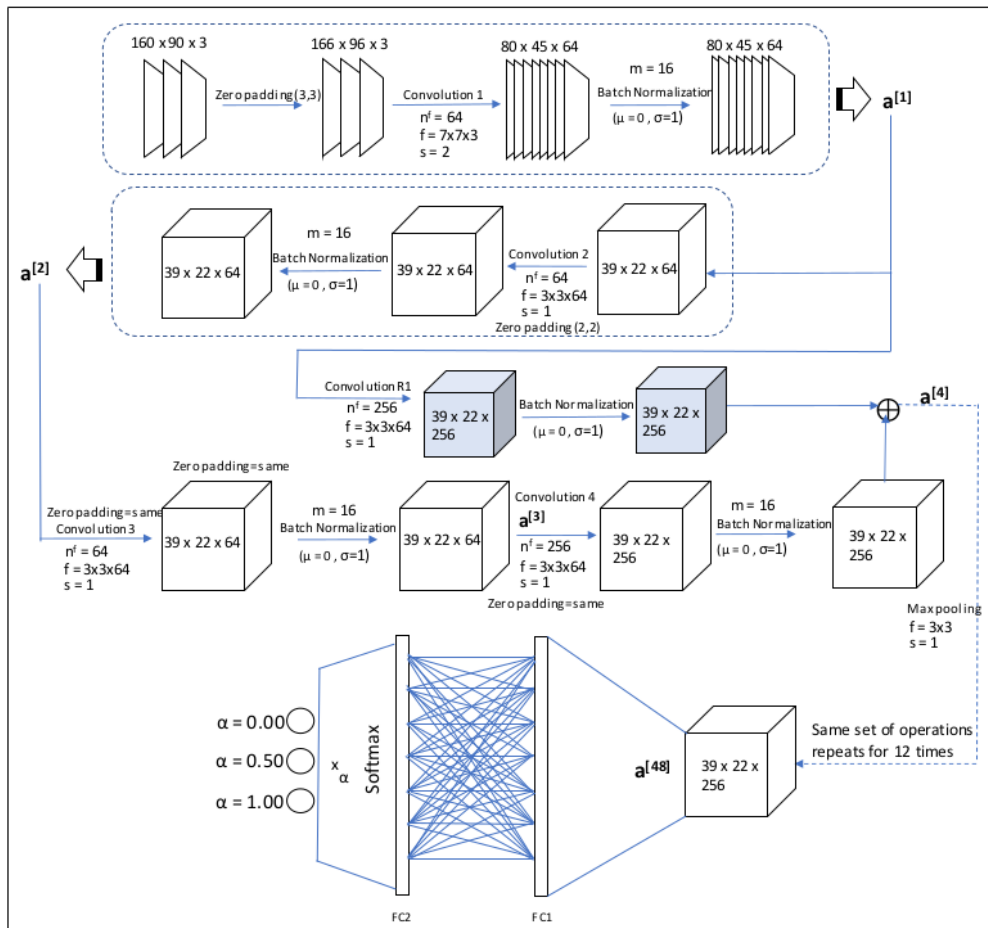 160 x 90 x 3
166 x 96 x 3
80 x 45 x 64
80 x 45 x 64
Zero padding (3,3)
Convolution 1
n^f = 64
f = 7x7x3
s = 2
m = 16
Batch Normalization
(μ = 0 , σ=1)
a[1]
a[2]
39 x 22 x 64
m = 16
Batch Normalization
(μ = 0 , σ=1)
39 x 22 x 64
Convolution 2
n^f = 64
f = 3x3x64
s = 1
Zero padding (2,2)
39 x 22 x 64
Convolution R1
n^f = 256
f = 3x3x64
s = 1
39 x 22 x
256
Batch Normalization
(μ = 0 , σ=1)
39 x 22 x
256
a[4]
Zero padding=same
Zero padding=same
Convolution 3
n^f = 64
f = 3x3x64
s = 1
39 x 22 x 64
m = 16
Batch Normalization
(μ = 0 , σ=1)
39 x 22 x 64
Convolution 4
a[3]
n^f = 256
f = 3x3x64
s = 1
Zero padding=same
39 x 22 x
256
m = 16
Batch Normalization
(μ = 0 , σ=1)
39 x 22 x
256
Max pooling
f = 3x3
s = 1
Same set of operations
repeats for 12 times
39 x 22 x
256
a[48]
α = 0.00
α = 0.50
α = 1.00
x α
Softmax
FC2
FC1